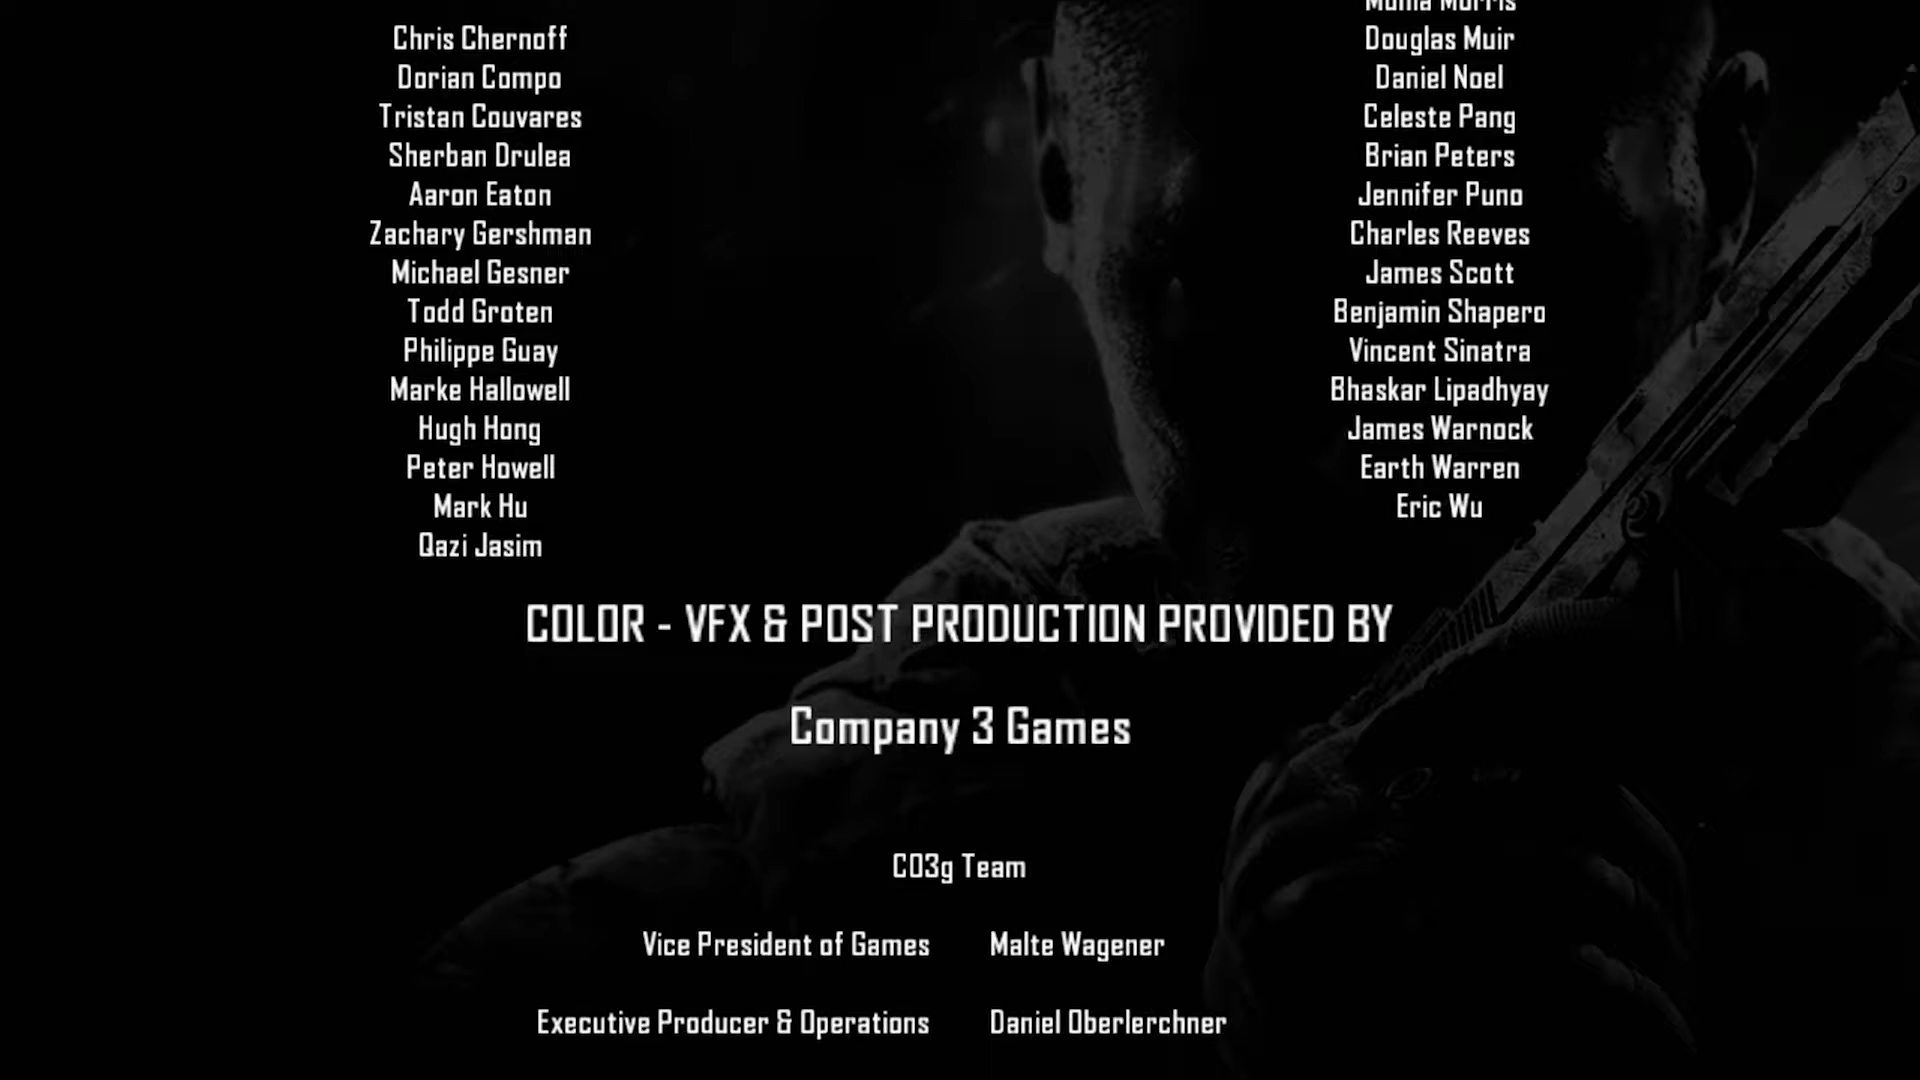 Chris Chernoff
Dorian Compo
Tristan Couvares
Sherban Drulea
Aaron Eaton
Zachary Gershman
Michael Gesner
Todd Groten
Philippe Guay
Marke Hallowell
Hugh Hong
Peter Howell
Mark Hu
Qazi Jasim
Morris
Douglas Muir
Daniel Noel
Celeste Pang
Brian Peters
Jennifer Puno
Charles Reeves
James Scott
Benjamin Shapero
Vincent Sinatra
Bhaskar Lipadhyay
James Warnock
Earth Warren
Eric Wu
COLOR - VFX & POST PRODUCTION PROVIDED BY
Company 3 Games
CO3g Team
Vice President of Games Malte Wagener
Executive Producer & Operations Daniel Oberlerchner